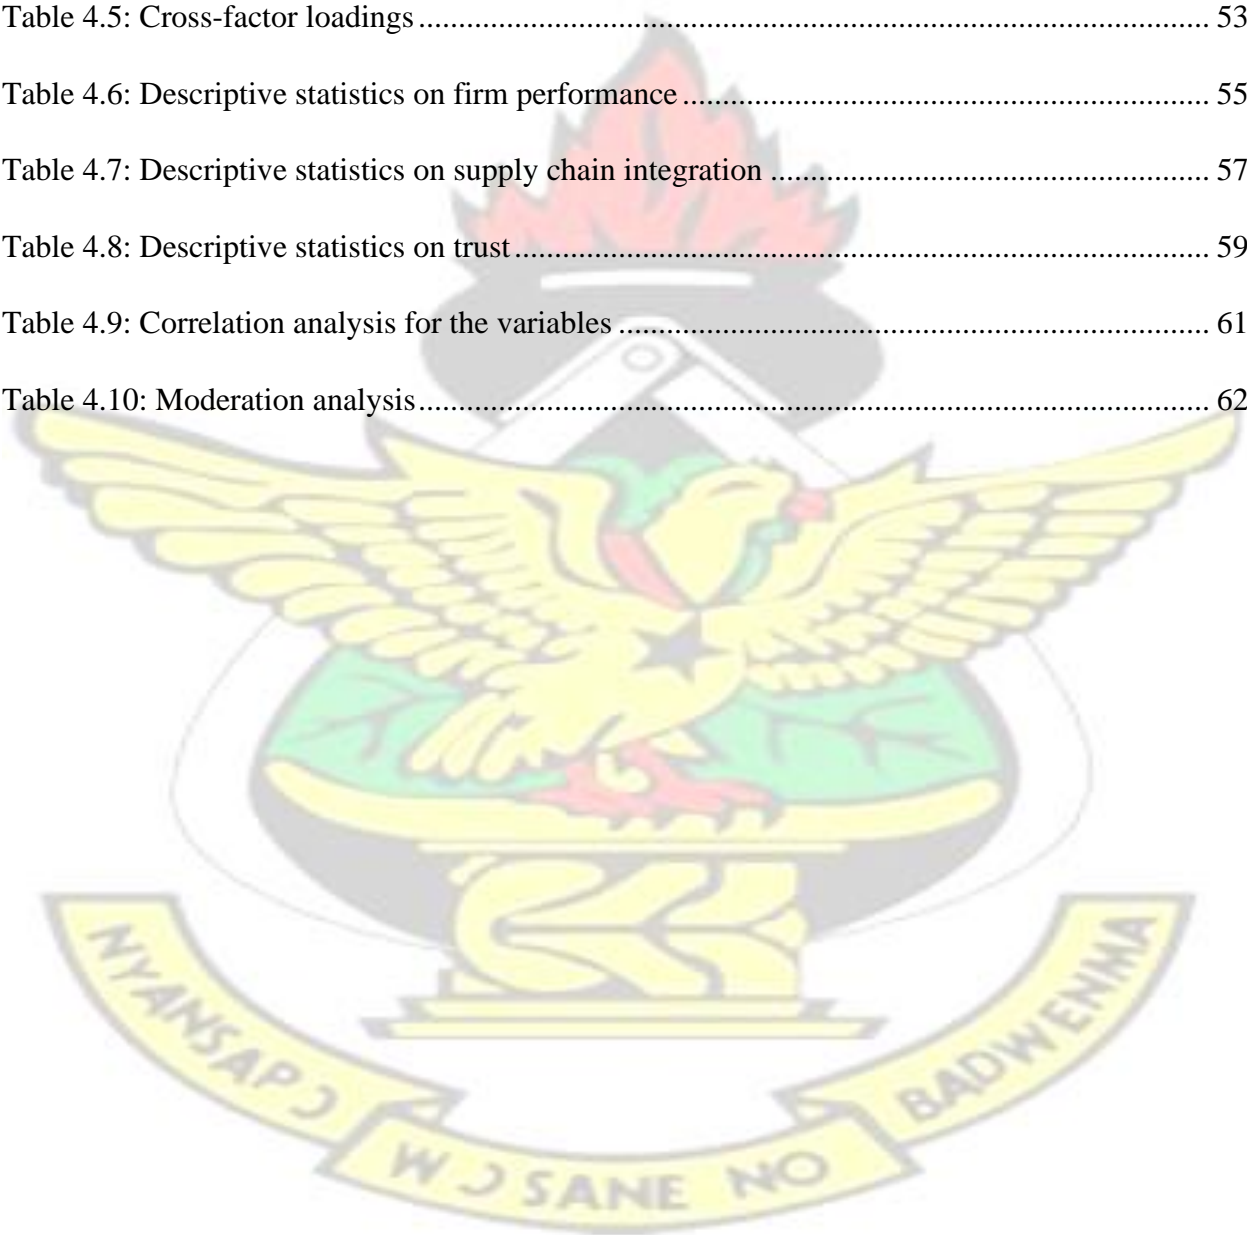 Table 4.5: Cross-factor loadings ........................................................................................................ 53
Table 4.6: Descriptive statistics on firm performance ...................................................................... 55
Table 4.7: Descriptive statistics on supply chain integration .......................................................... 57
Table 4.8: Descriptive statistics on trust ........................................................................................... 59
Table 4.9: Correlation analysis for the variables .............................................................................. 61
Table 4.10: Moderation analysis ........................................................................................................ 62
NYANSAPƆ
WƆSANE NO
BADWENMA